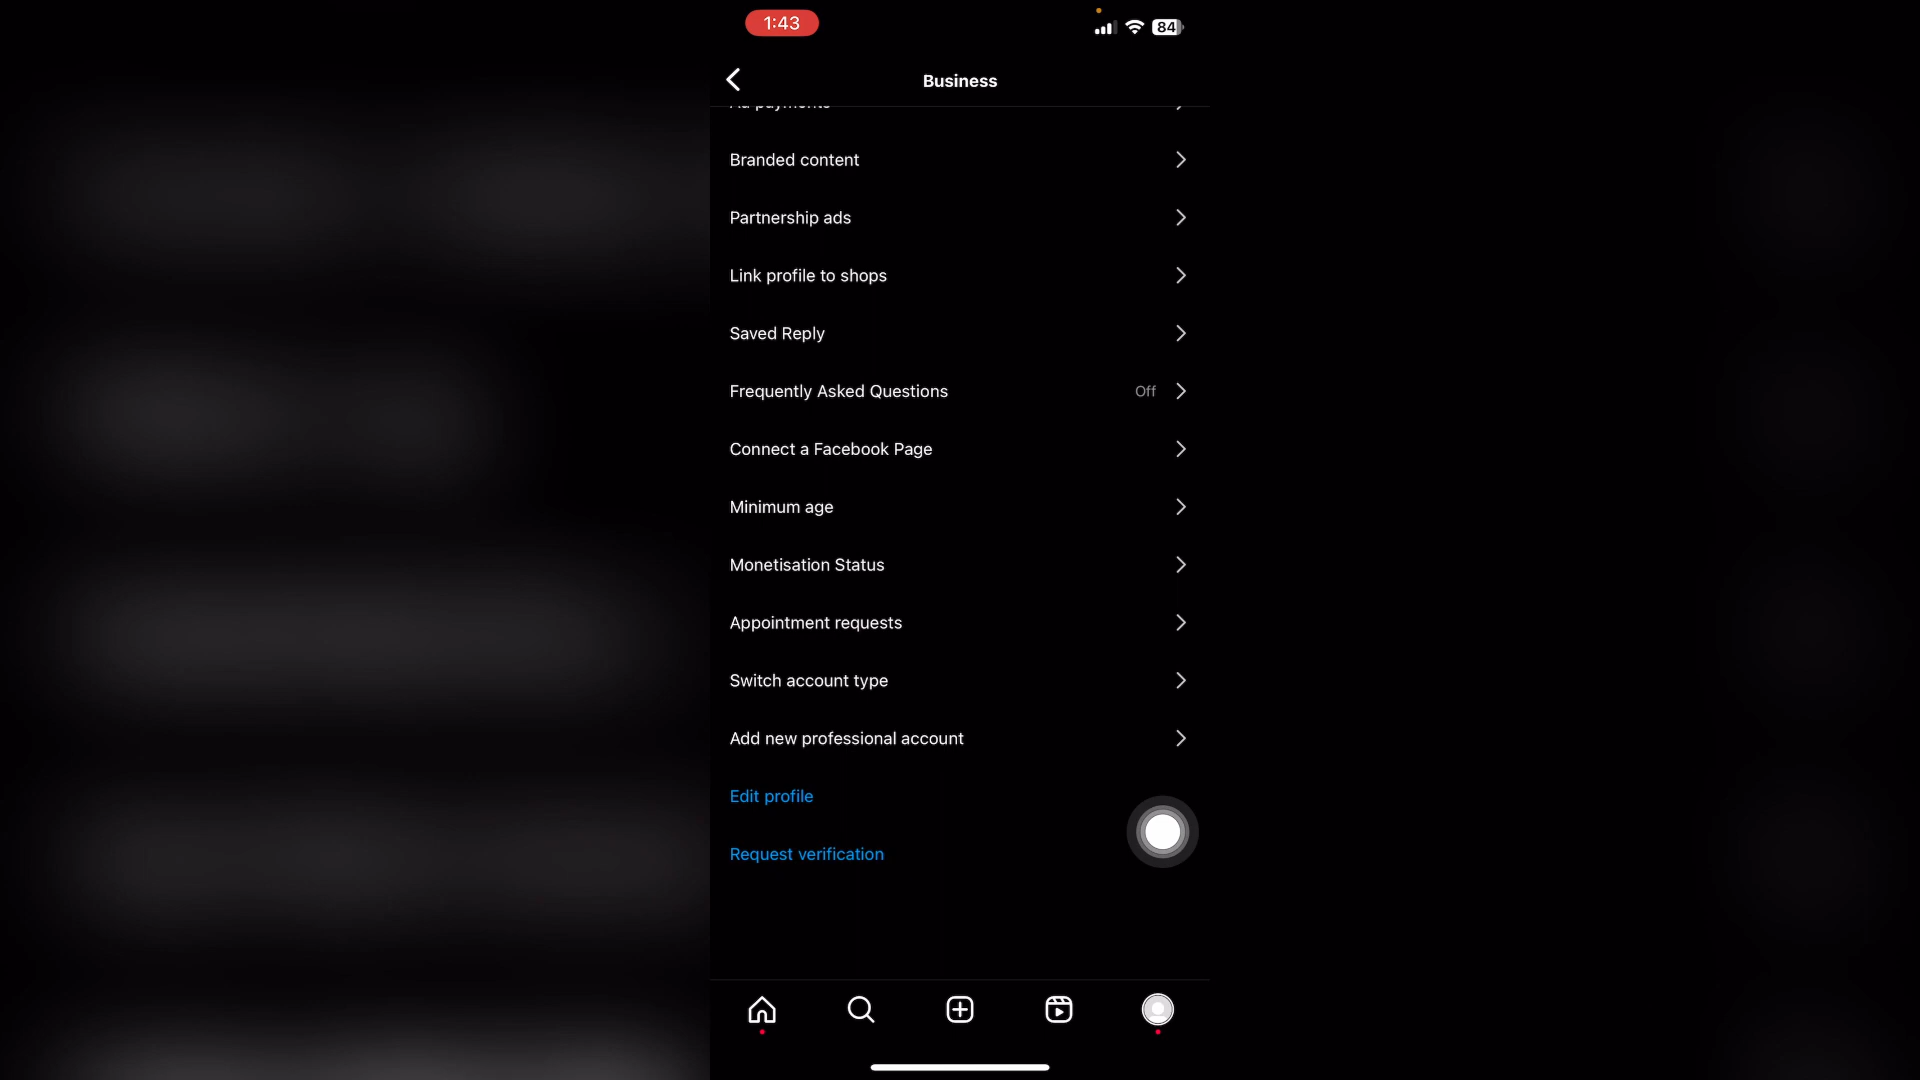 1:43
84
Business
Ad payments
Branded content
Partnership ads
Link profile to shops
Saved Reply
Frequently Asked Questions Off
Connect a Facebook Page
Minimum age
Monetisation Status
Appointment requests
Switch account type
Add new professional account
Edit profile
Request verification